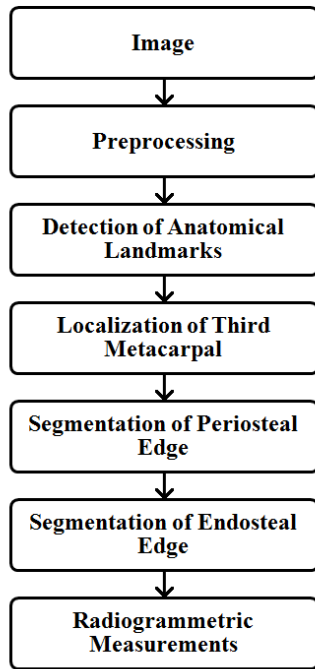 Image
Preprocessing
Detection of Anatomical
Landmarks
Localization of Third
Metacarpal
Segmentation of Periosteal
Edge
Segmentation of Endosteal
Edge
Radiogrammetric
Measurements